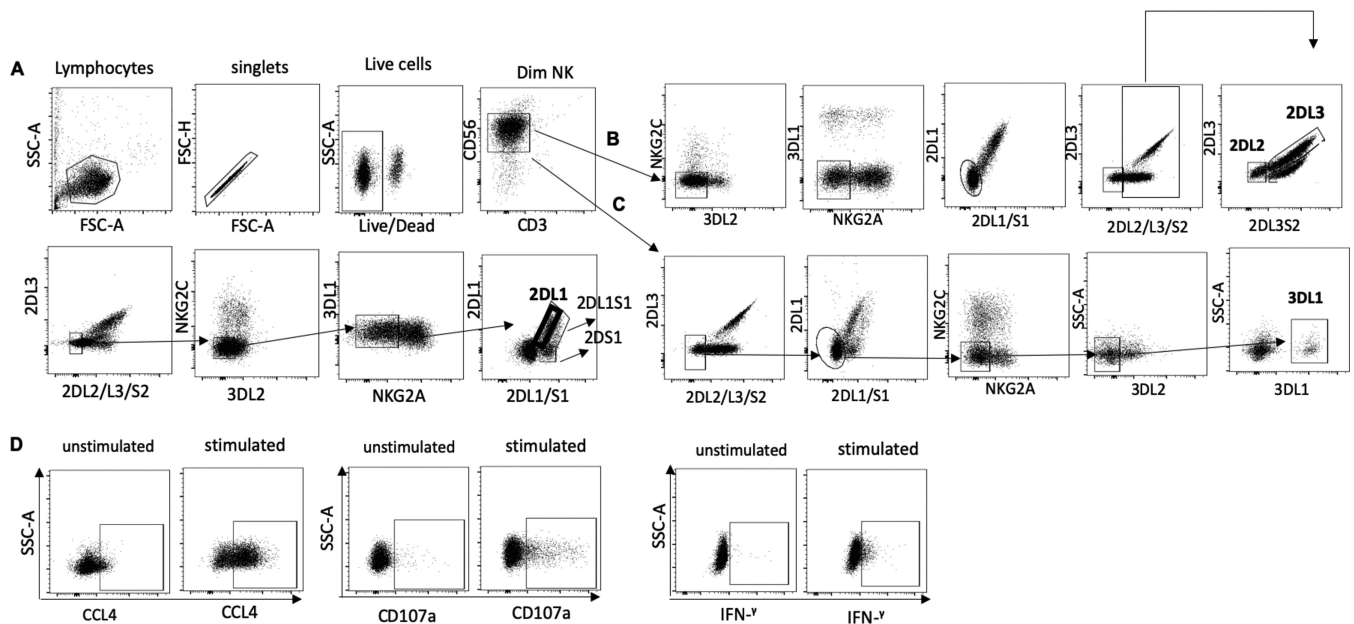 A
Lymphocytes
singlets
Live cells
Dim NK
SSC-A
FSC-A
FSC-H
FSC-A
SSC-A
Live/Dead
CD56
CD3
B
NKG2C
3DL2
3DL1
NKG2A
2DL1
2DL1/S1
2DL3
2DL2/L3/S2
2DL3
2DL3
2DL2
2DL3S2
2DL3
2DL2/L3/S2
NKG2C
3DL2
3DL1
NKG2A
2DL1
2DL1
2DL1S1
2DS1
2DL1/S1
C
2DL3
2DL2/L3/S2
2DL1
2DL1/S1
NKG2C
NKG2A
SSC-A
3DL2
SSC-A
3DL1
3DL1
D
unstimulated
stimulated
unstimulated
stimulated
unstimulated
stimulated
SSC-A
CCL4
CCL4
SSC-A
CD107a
CD107a
SSC-A
IFN-γ
IFN-γ